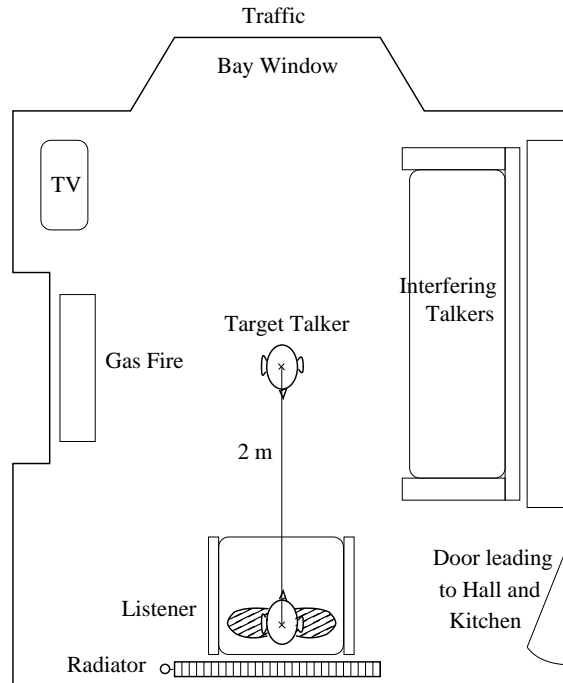 Traffic
Bay Window
TV
Interfering
Talkers
Target Talker
Gas Fire
2 m
Door leading
to Hall and
Kitchen
Listener
Radiator